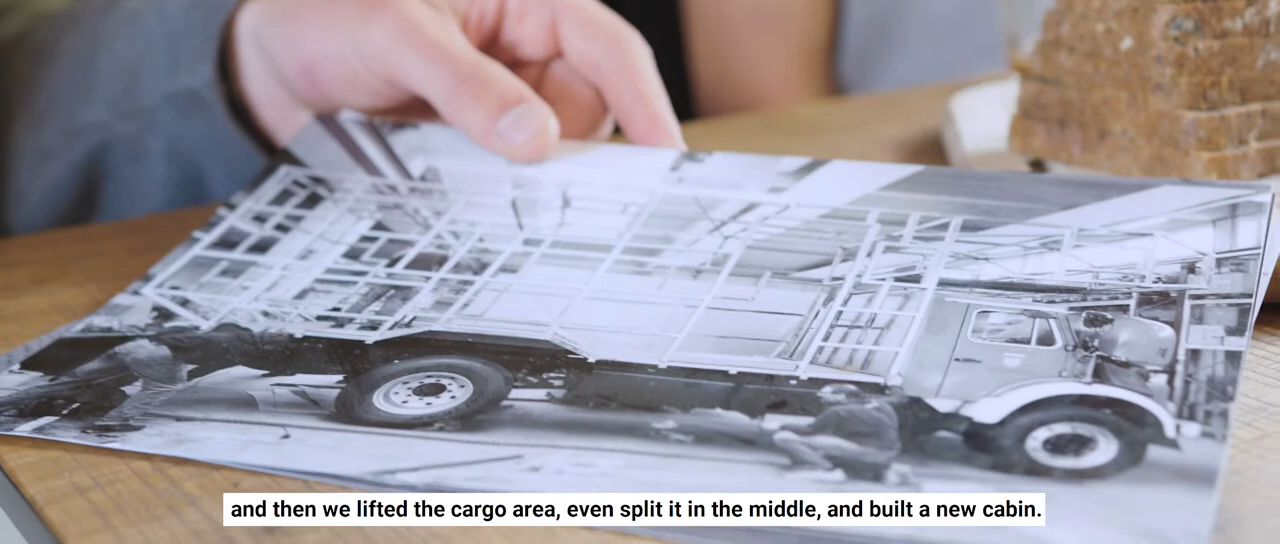 and then we lifted the cargo area, even split it in the middle, and built a new cabin.